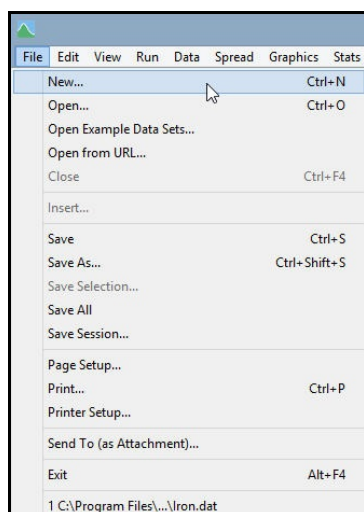 File Edit View Run Data Spread Graphics Stats
New... Ctrl+N
Open... Ctrl+O
Open Example Data Sets...
Open from URL...
Close Ctrl+F4
Insert...
Save Ctrl+S
Save As... Ctrl+Shift+S
Save Selection...
Save All
Save Session...
Page Setup...
Print... Ctrl+P
Printer Setup...
Send To (as Attachment)...
Exit Alt+F4
1 C:\Program Files\...\Iron.dat